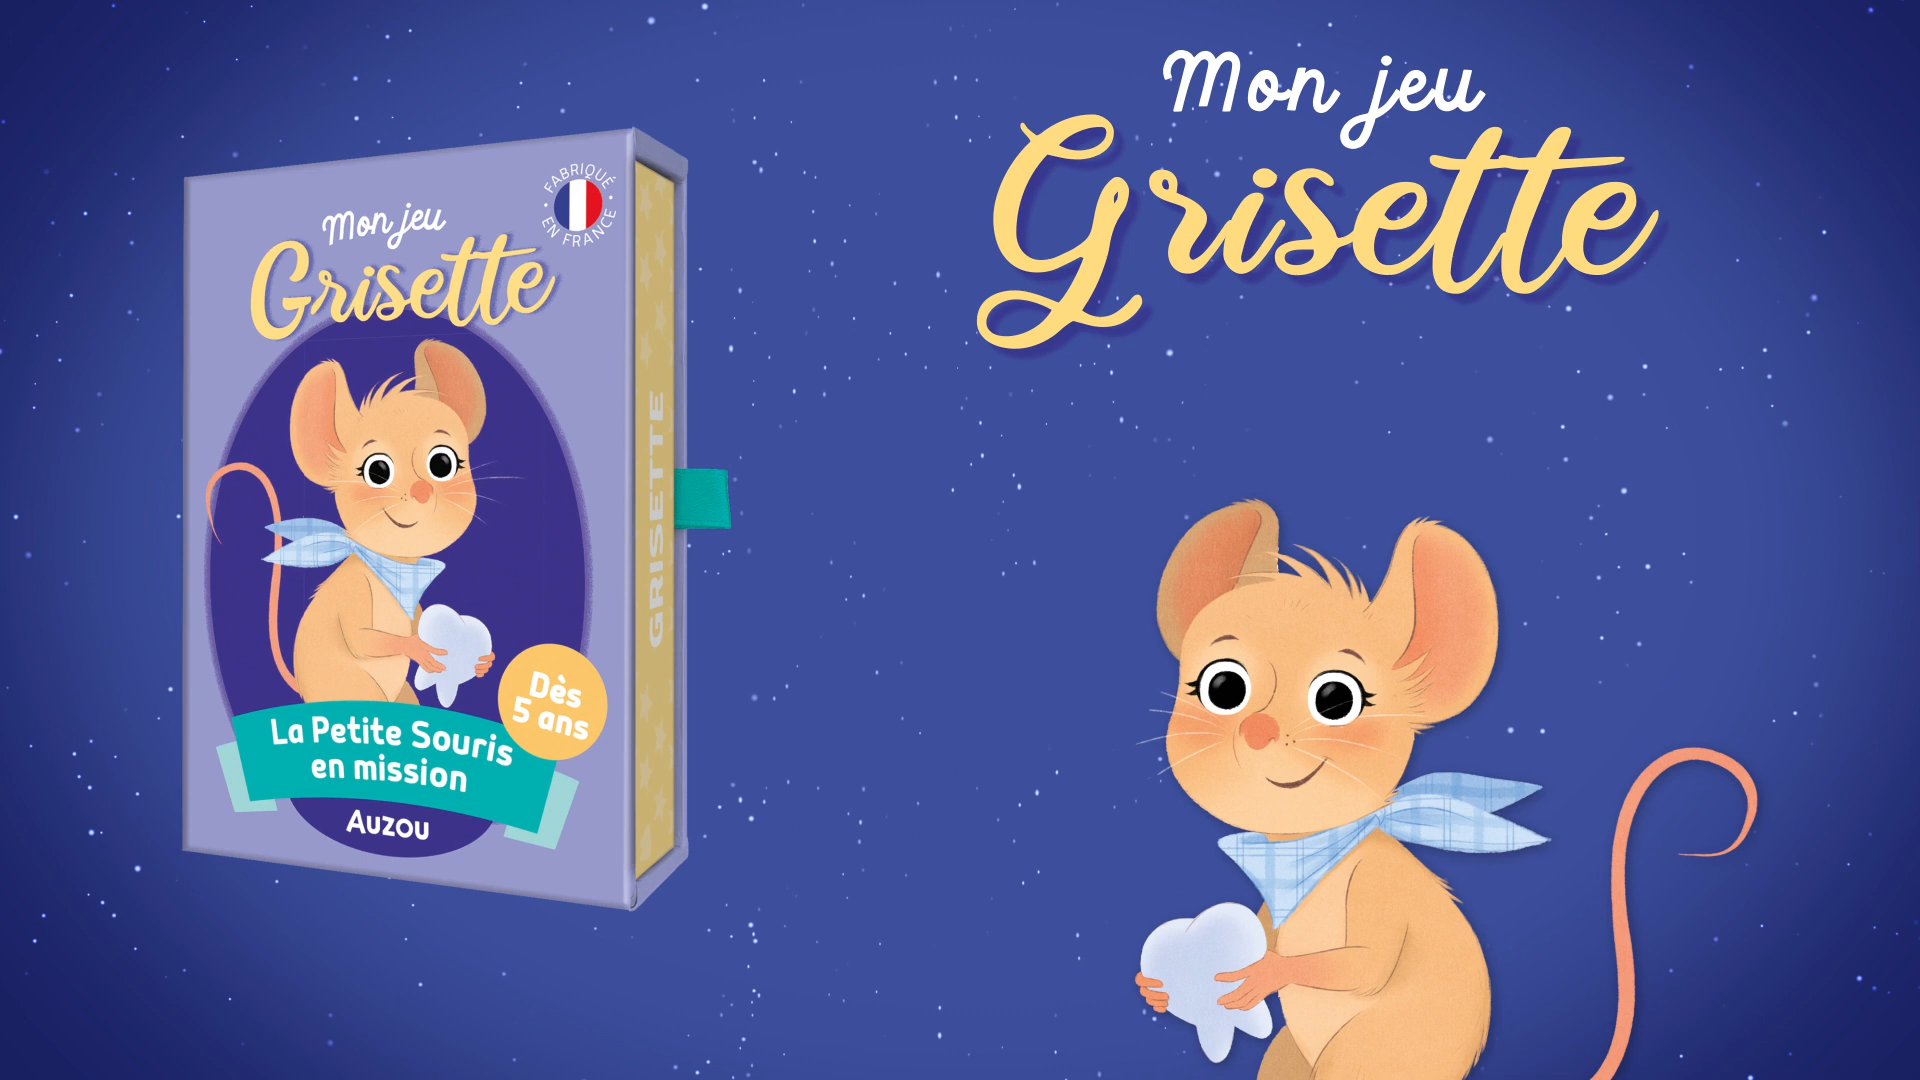 Mon jeu
Grisette
FABRIQUÉ
EN FRANCE
Mon jeu
Grisette
GRISETTE
Dès
5 ans
La Petite Souris
en mission
AUZOU